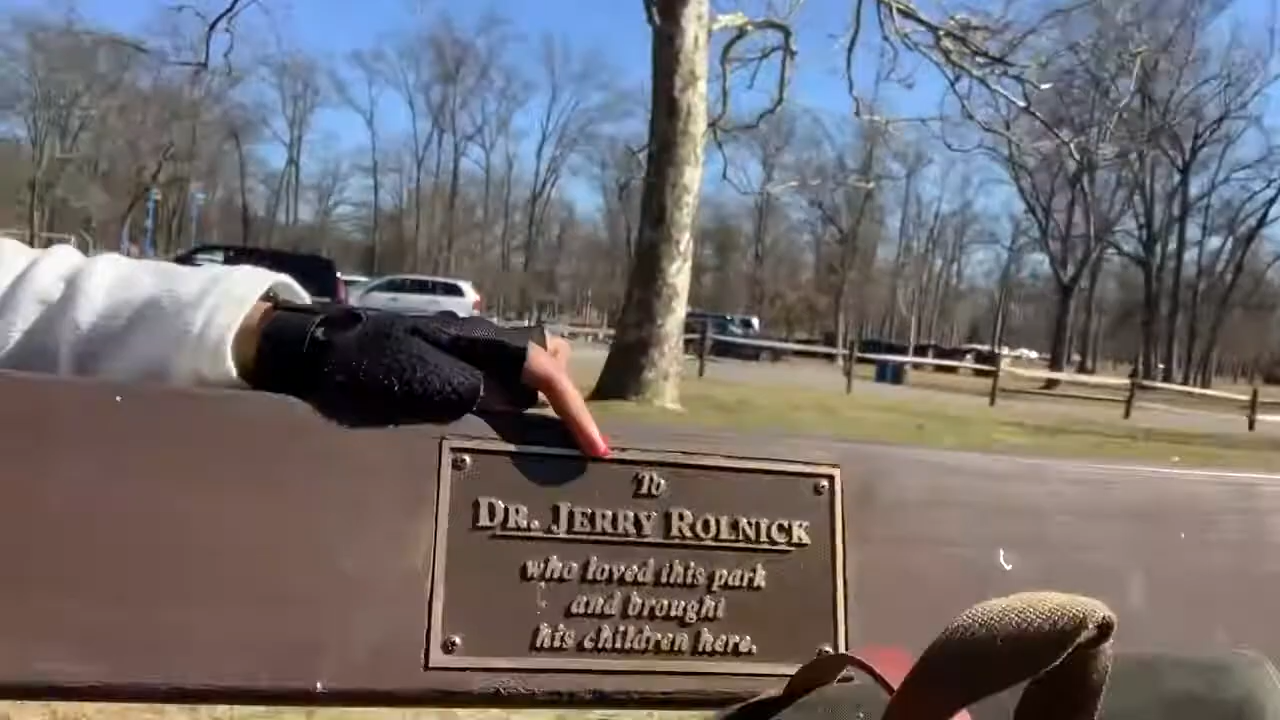 To
DR. JERRY ROLNICK
who loved this park
and brought
his children here.